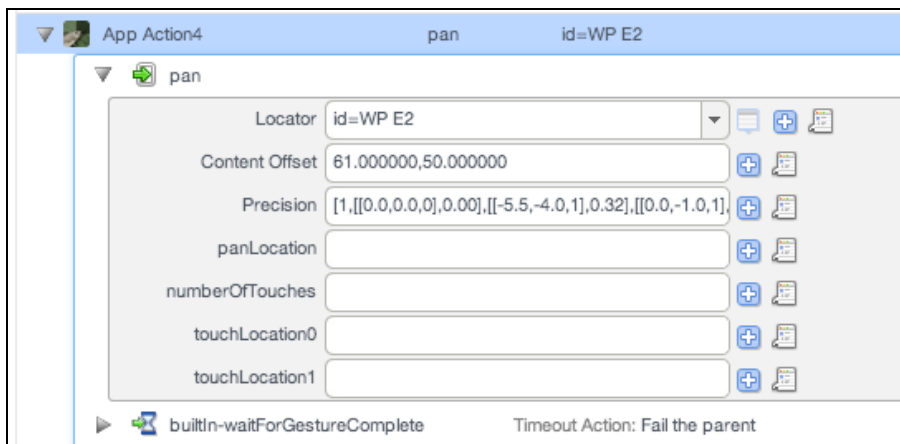 App Action4 pan id=WP E2
pan
Locator id=WP E2
Content Offset 61.000000,50.000000
Precision [1,[[0.0,0.0,0],0.00],[[-5.5,-4.0,1],0.32],[[0.0,-1.0,1],
panLocation
numberOfTouches
touchLocation0
touchLocation1
builtIn-waitForGestureComplete Timeout Action: Fail the parent